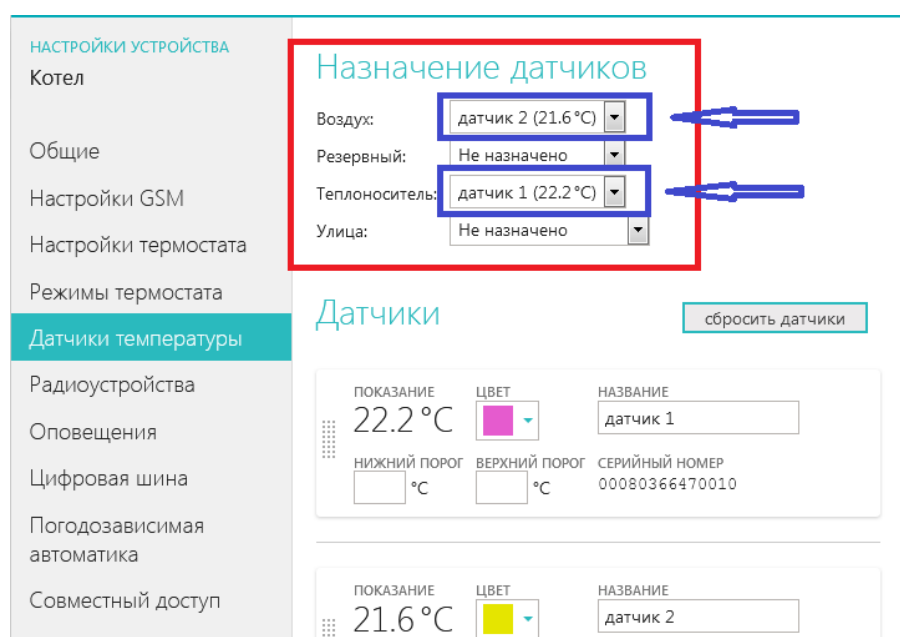 НАСТРОЙКИ УСТРОЙСТВА
Котел
Общие
Настройки GSM
Настройки термостата
Режимы термостата
Датчики температуры
Радиоустройства
Оповещения
Цифровая шина
Погодозависимая
автоматика
Совместный доступ
Назначение датчиков
Воздух: датчик 2 (21.6 °C)
Резервный: Не назначено
Теплоноситель: датчик 1 (22.2 °C)
Улица: Не назначено
Датчики
сбросить датчики
ПОКАЗАНИЕ ЦВЕТ НАЗВАНИЕ
22.2 °C датчик 1
НИЖНИЙ ПОРОГ ВЕРХНИЙ ПОРОГ СЕРИЙНЫЙ НОМЕР
°C °C 00080366470010
ПОКАЗАНИЕ ЦВЕТ НАЗВАНИЕ
21.6 °C датчик 2